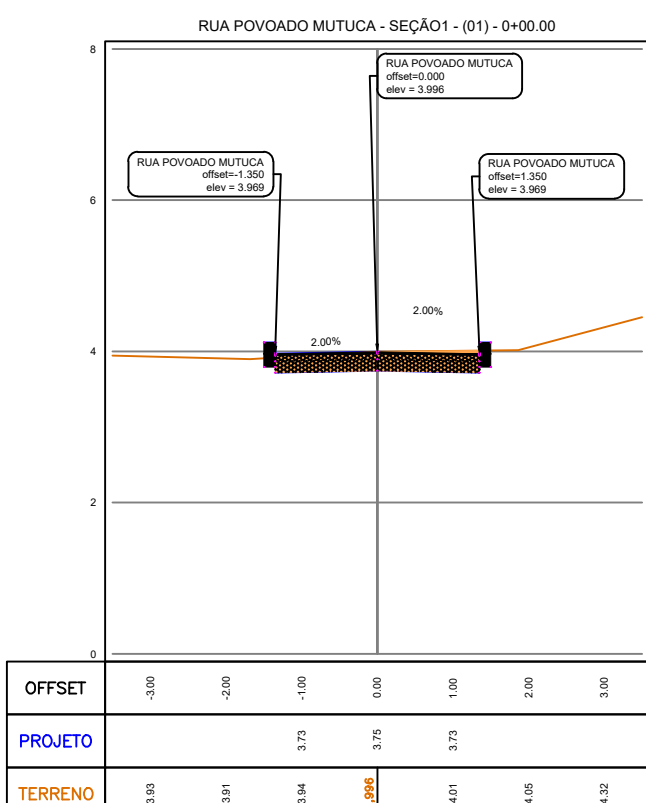 RUA POVOADO MUTUCA - SEÇÃO1 - (01) - 0+00.00
8
RUA POVOADO MUTUCA
offset=0.000
elev = 3.996
RUA POVOADO MUTUCA
offset=-1.350
elev = 3.969
RUA POVOADO MUTUCA
offset=1.350
elev = 3.969
6
2.00%
2.00%
4
2
0
OFFSET -3.00 -2.00 -1.00 0.00 1.00 2.00 3.00
PROJETO 3.73 3.75 3.73
TERRENO 3.93 3.91 3.94 ,996 4.01 4.05 4.32